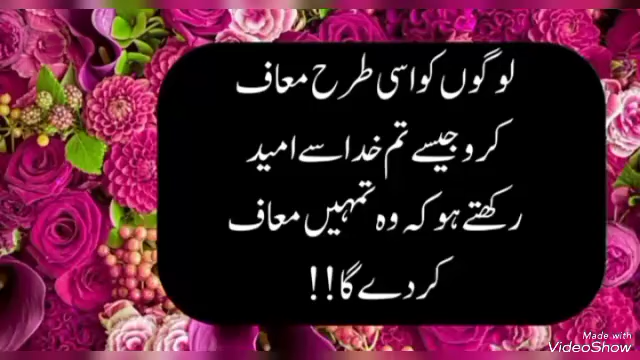 لوگوں کو اسی طرح معاف
کرو جیسے تم خدا سے امید
رکھتے ہو کہ وہ تمہیں معاف
کر دے گا!!
Made with
VideoShow